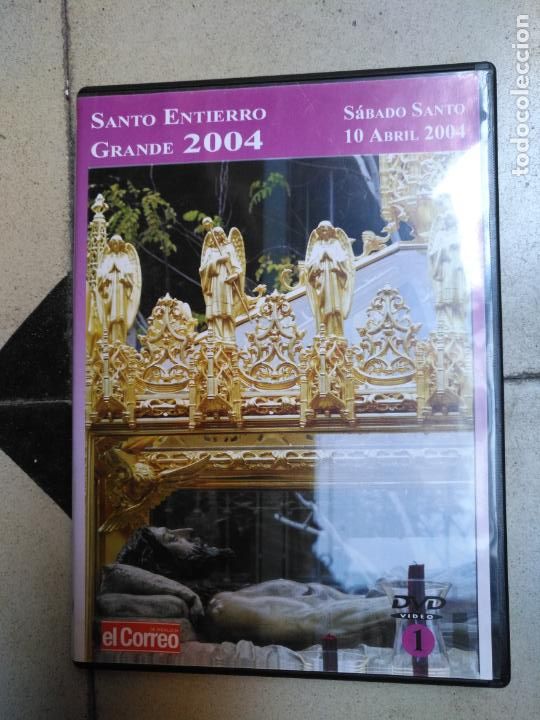 SANTO ENTIERRO
GRANDE 2004
SÁBADO SANTO
10 ABRIL 2004
el Correo
DVD
VIDEO
1
todocoleccion